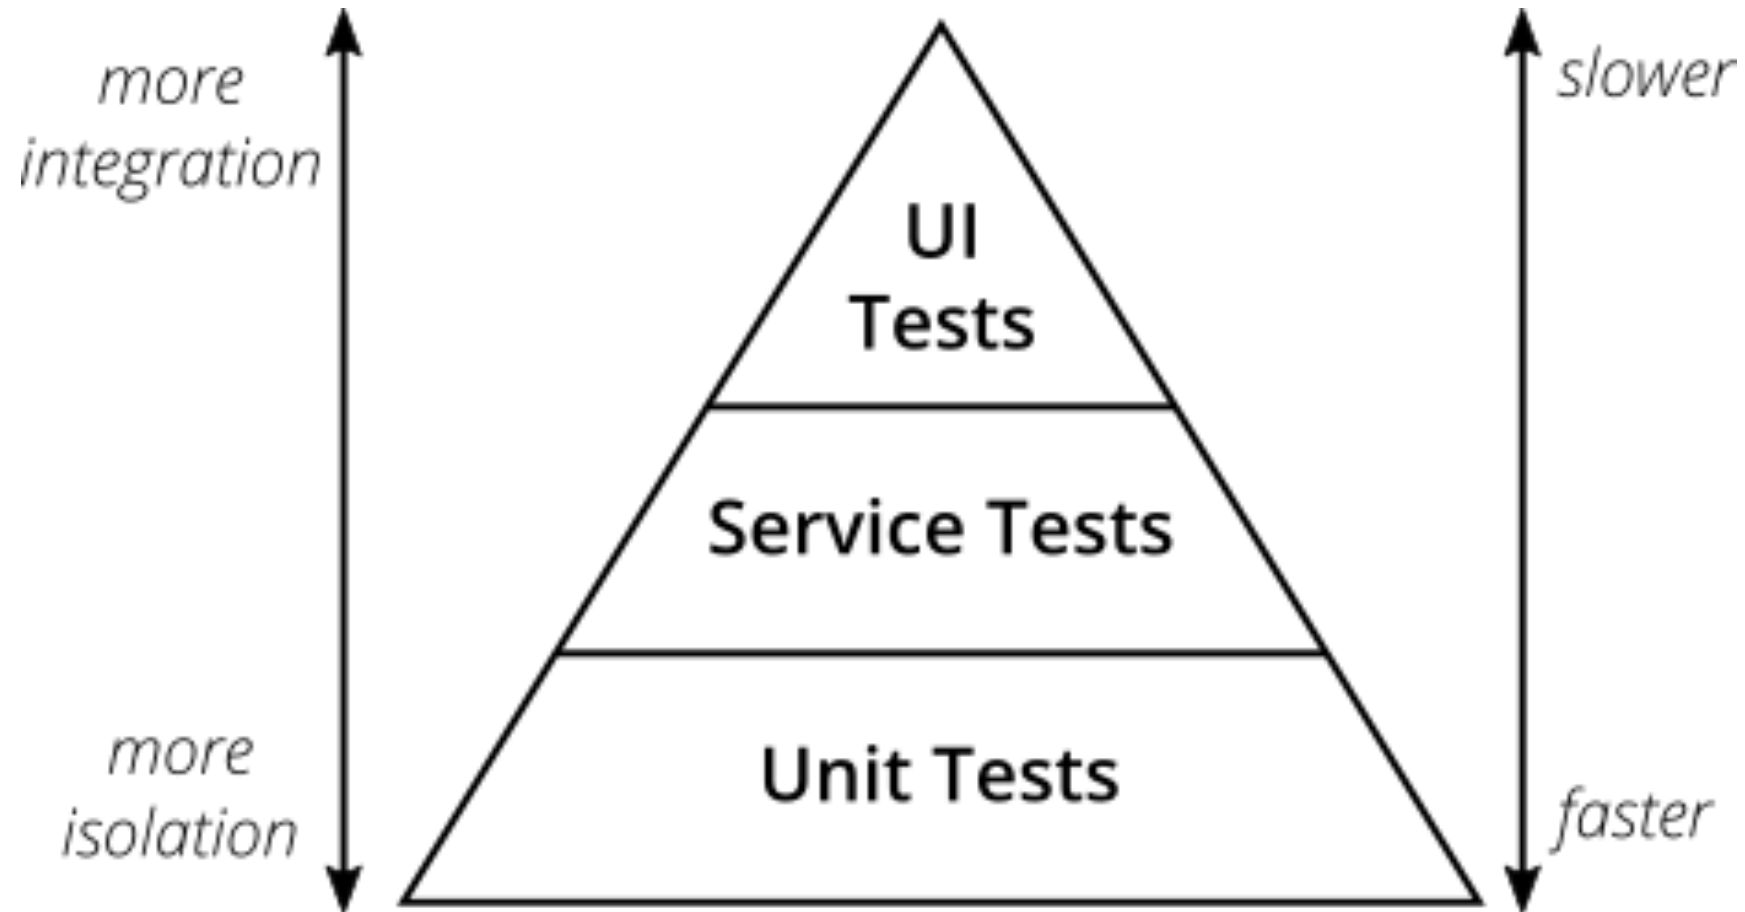 more
integration
slower
UI
Tests
Service Tests
Unit Tests
more
isolation
faster